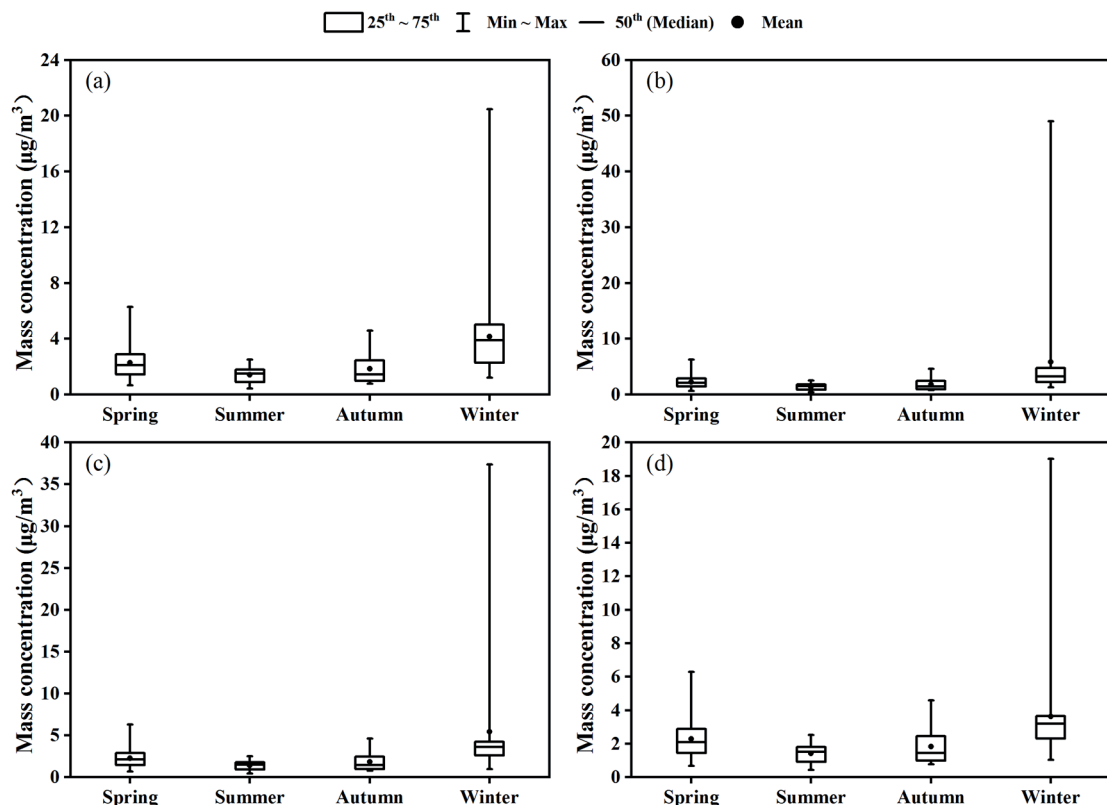 25th ~ 75th Min ~ Max 50th (Median) Mean
(a)
Mass concentration (μg/m3)
24
20
16
12
8
4
0
Spring Summer Autumn Winter
(b)
Mass concentration (μg/m3)
60
50
40
30
20
10
0
Spring Summer Autumn Winter
(c)
Mass concentration (μg/m3)
40
35
30
25
20
15
10
5
0
Spring Summer Autumn Winter
(d)
Mass concentration (μg/m3)
20
18
16
14
12
10
8
6
4
2
0
Spring Summer Autumn Winter